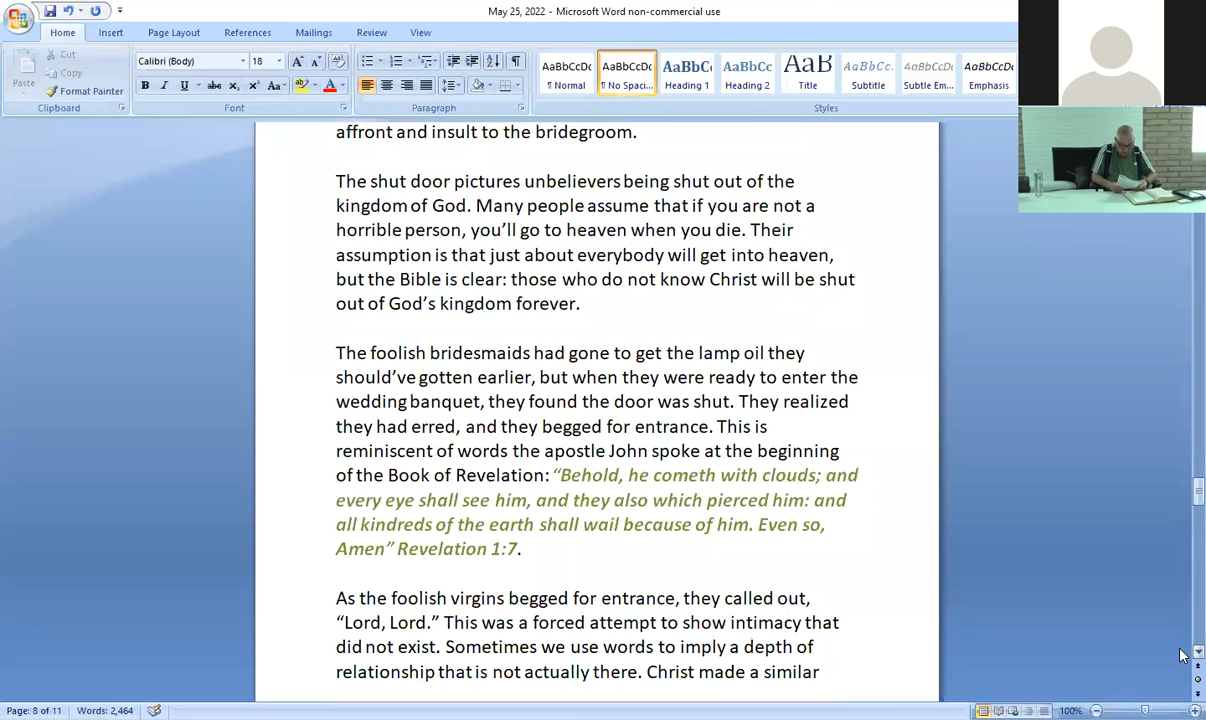 May 25, 2022 - Microsoft Word non-commercial use
Home Insert Page Layout References Mailings Review View
Paste
Cut
Copy
Format Painter
Clipboard
Calibri (Body) 18
Font
Paragraph
AaBbCcDc AaBbCcDc AaBbC AaBbCc AaB AaBbCcI AaBbCcDc AaBbCcDc
¶ Normal ¶ No Spaci... Heading 1 Heading 2 Title Subtitle Subtle Em... Emphasis
Styles
affront and insult to the bridegroom.
The shut door pictures unbelievers being shut out of the
kingdom of God. Many people assume that if you are not a
horrible person, you’ll go to heaven when you die. Their
assumption is that just about everybody will get into heaven,
but the Bible is clear: those who do not know Christ will be shut
out of God’s kingdom forever.
The foolish bridesmaids had gone to get the lamp oil they
should’ve gotten earlier, but when they were ready to enter the
wedding banquet, they found the door was shut. They realized
they had erred, and they begged for entrance. This is
reminiscent of words the apostle John spoke at the beginning
of the Book of Revelation: “Behold, he cometh with clouds; and
every eye shall see him, and they also which pierced him: and
all kindreds of the earth shall wail because of him. Even so,
Amen” Revelation 1:7.
As the foolish virgins begged for entrance, they called out,
“Lord, Lord.” This was a forced attempt to show intimacy that
did not exist. Sometimes we use words to imply a depth of
relationship that is not actually there. Christ made a similar
Page: 8 of 11 Words: 2,464 100%